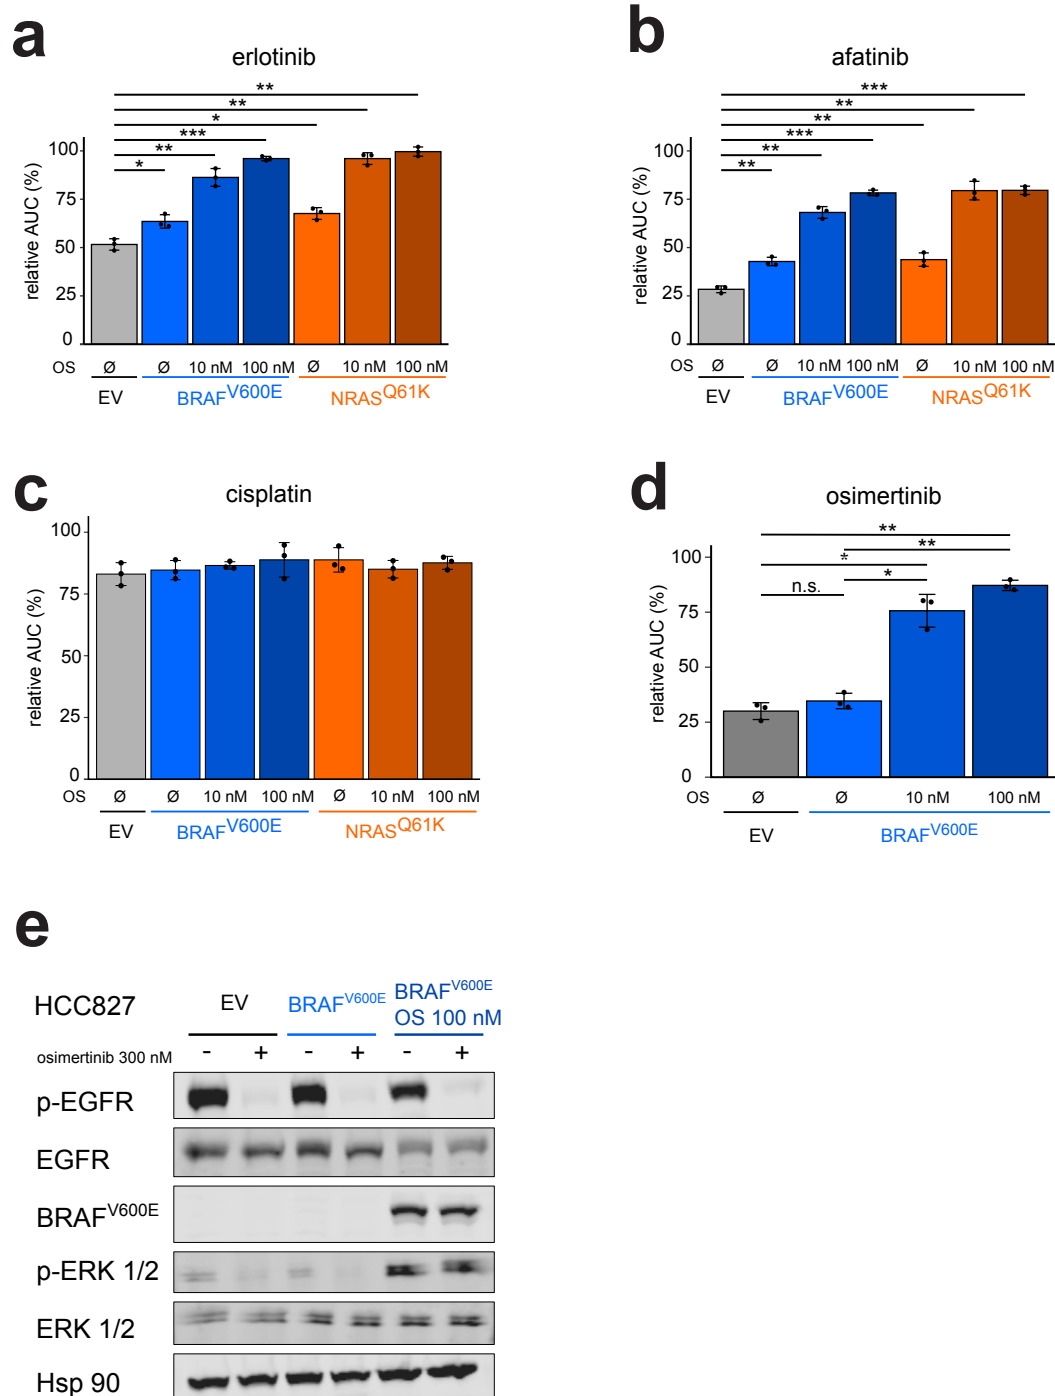 a
erlotinib
**
**
*
***
**
*
relative AUC (%)
100
75
50
25
0
OS Ø Ø 10 nM 100 nM Ø 10 nM 100 nM
EV BRAFV600E NRASQ61K
b
afatinib
***
**
**
***
**
**
relative AUC (%)
100
75
50
25
0
OS Ø Ø 10 nM 100 nM Ø 10 nM 100 nM
EV BRAFV600E NRASQ61K
c
cisplatin
relative AUC (%)
100
75
50
25
0
OS Ø Ø 10 nM 100 nM Ø 10 nM 100 nM
EV BRAFV600E NRASQ61K
d
osimertinib
**
**
*
*
n.s.
relative AUC (%)
100
75
50
25
0
OS Ø Ø 10 nM 100 nM
EV BRAFV600E
e
HCC827 EV BRAFV600E BRAFV600E
OS 100 nM
osimertinib 300 nM - + - + - +
p-EGFR
EGFR
BRAFV600E
p-ERK 1/2
ERK 1/2
Hsp 90